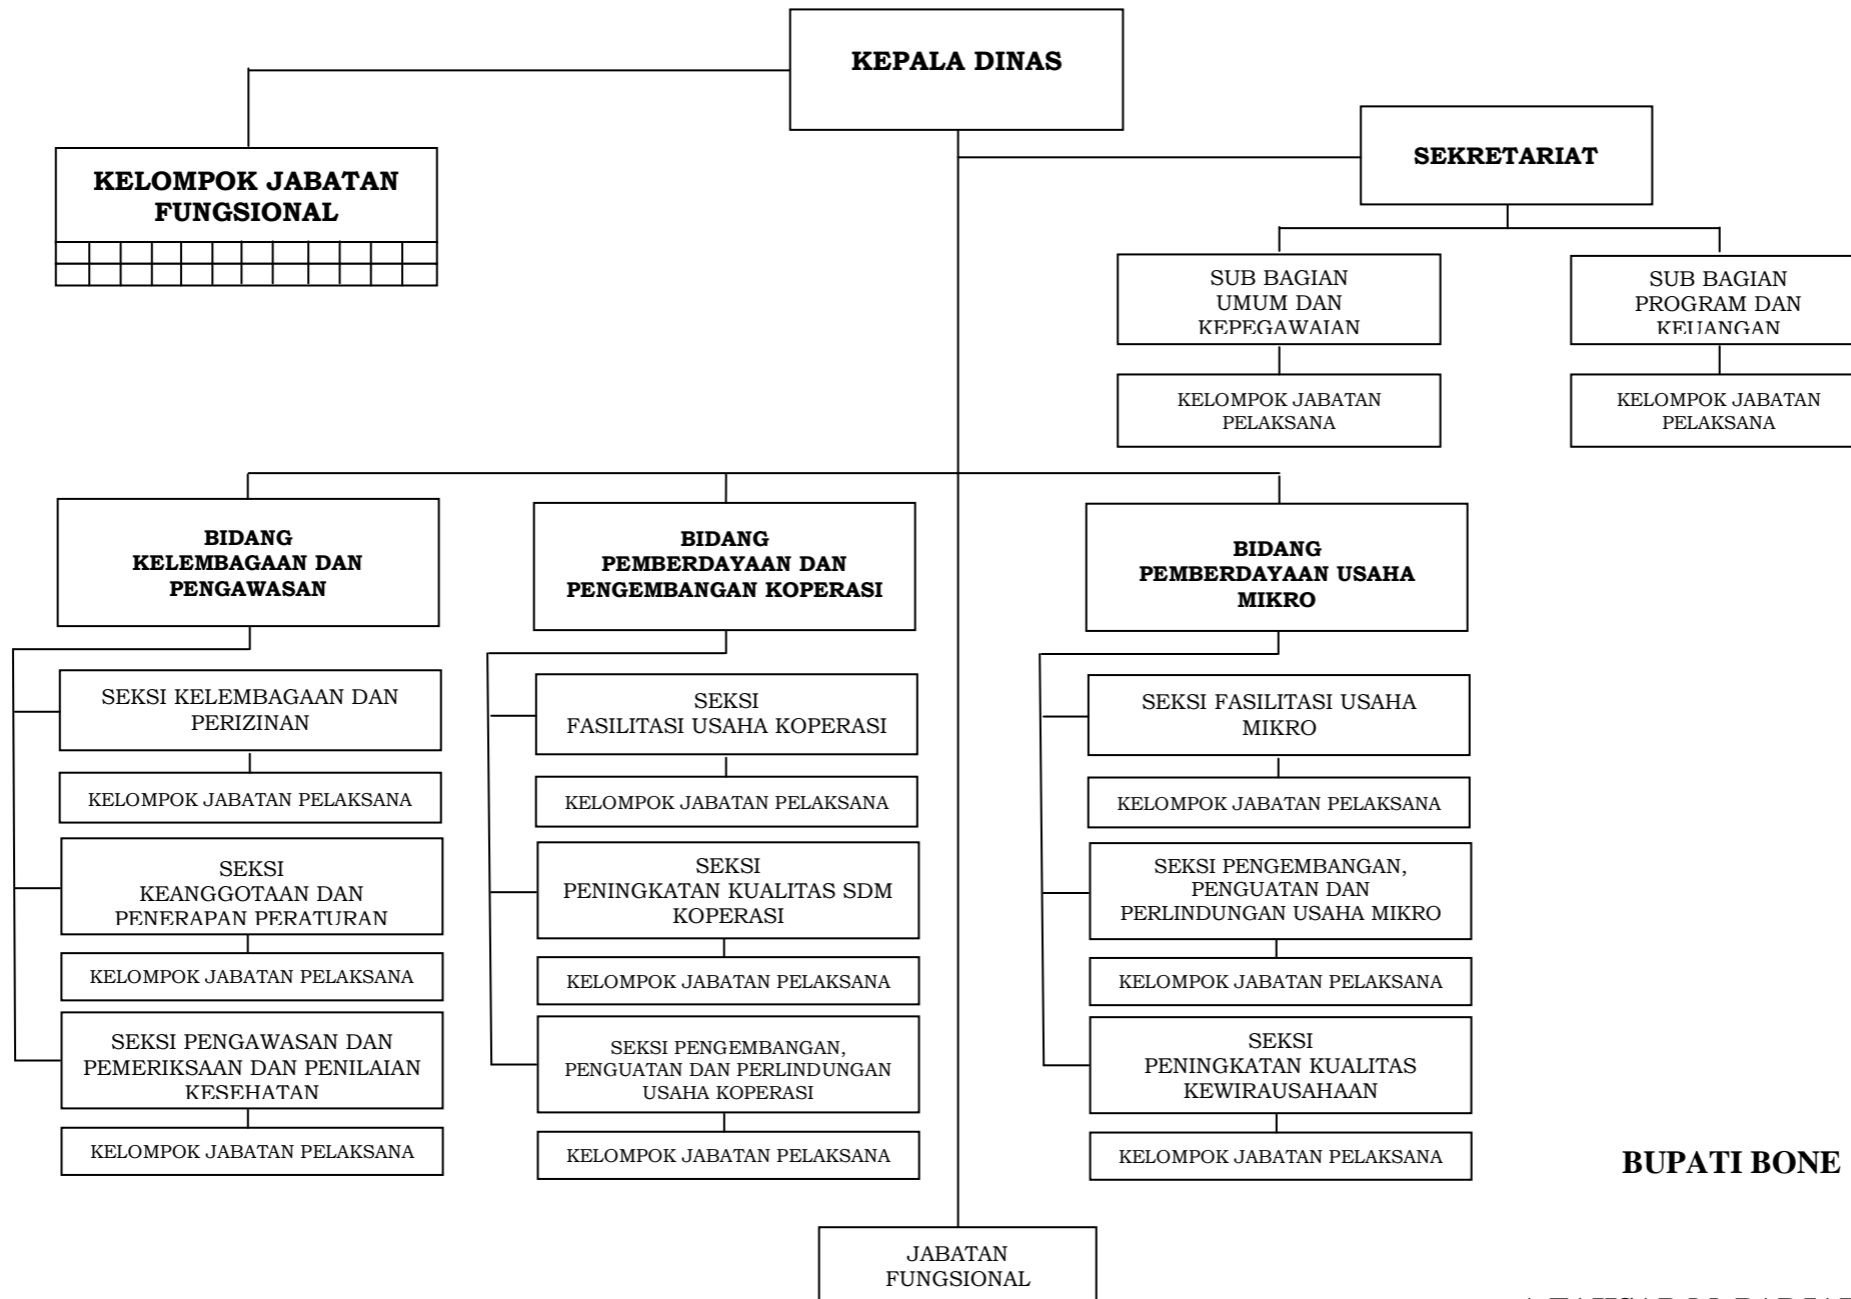 KEPALA DINAS
SEKRETARIAT
KELOMPOK JABATAN
FUNGSIONAL
SUB BAGIAN
UMUM DAN
KEPEGAWAIAN
SUB BAGIAN
PROGRAM DAN
KEUANGAN
KELOMPOK JABATAN
PELAKSANA
KELOMPOK JABATAN
PELAKSANA
BIDANG
KELEMBAGAAN DAN
PENGAWASAN
BIDANG
PEMBERDAYAAN DAN
PENGEMBANGAN KOPERASI
BIDANG
PEMBERDAYAAN USAHA
MIKRO
SEKSI KELEMBAGAAN DAN
PERIZINAN
SEKSI
FASILITASI USAHA KOPERASI
SEKSI FASILITASI USAHA
MIKRO
KELOMPOK JABATAN PELAKSANA
KELOMPOK JABATAN PELAKSANA
KELOMPOK JABATAN PELAKSANA
SEKSI
KEANGGOTAAN DAN
PENERAPAN PERATURAN
SEKSI
PENINGKATAN KUALITAS SDM
KOPERASI
SEKSI PENGEMBANGAN,
PENGUATAN DAN
PERLINDUNGAN USAHA MIKRO
KELOMPOK JABATAN PELAKSANA
KELOMPOK JABATAN PELAKSANA
KELOMPOK JABATAN PELAKSANA
SEKSI PENGAWASAN DAN
PEMERIKSAAN DAN PENILAIAN
KESEHATAN
SEKSI PENGEMBANGAN,
PENGUATAN DAN PERLINDUNGAN
USAHA KOPERASI
SEKSI
PENINGKATAN KUALITAS
KEWIRAUSAHAAN
KELOMPOK JABATAN PELAKSANA
KELOMPOK JABATAN PELAKSANA
KELOMPOK JABATAN PELAKSANA
BUPATI BONE
JABATAN
FUNGSIONAL